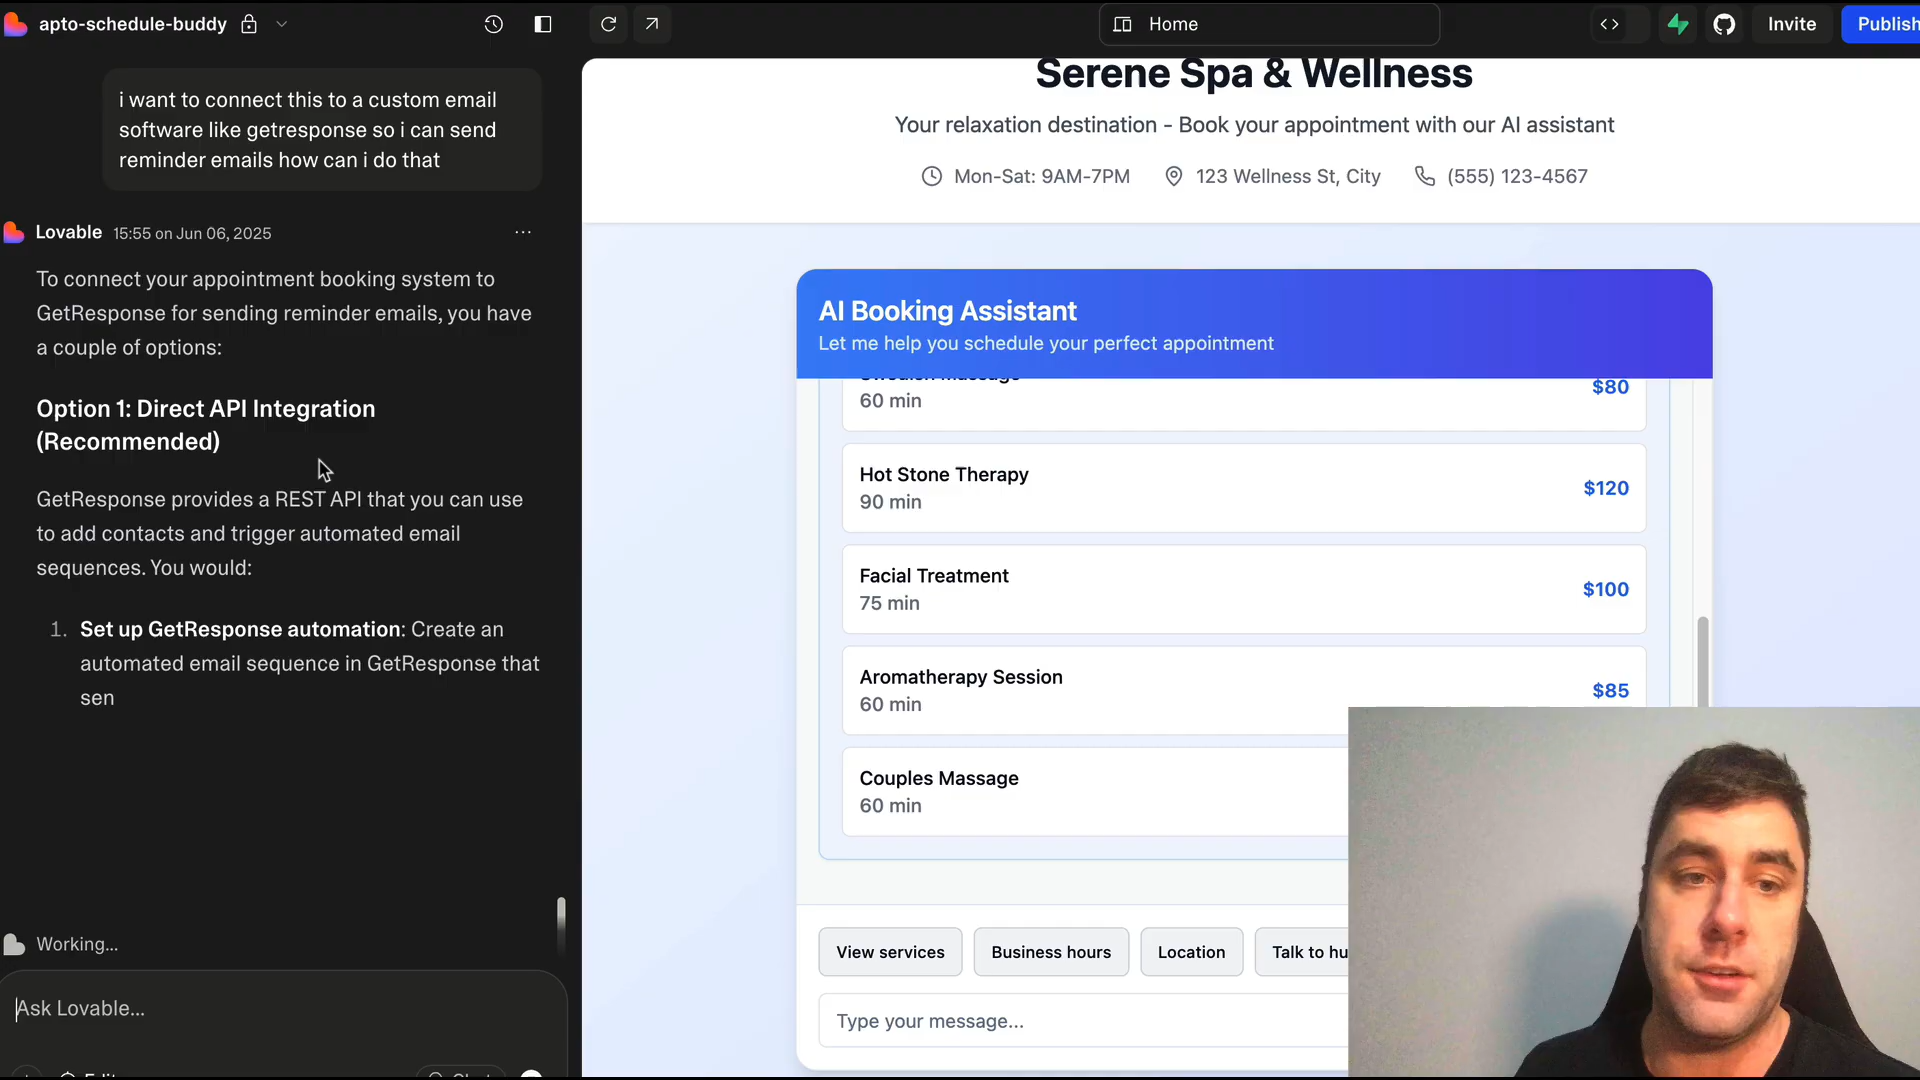 apto-schedule-buddy
Home
Invite
Publish
i want to connect this to a custom email
software like getresponse so i can send
reminder emails how can i do that
Lovable 15:55 on Jun 06, 2025
To connect your appointment booking system to
GetResponse for sending reminder emails, you have
a couple of options:
Option 1: Direct API Integration
(Recommended)
GetResponse provides a REST API that you can use
to add contacts and trigger automated email
sequences. You would:
1. Set up GetResponse automation: Create an
automated email sequence in GetResponse that
sen
Working...
Ask Lovable...
Edit
Chat
Serene Spa & Wellness
Your relaxation destination - Book your appointment with our AI assistant
Mon-Sat: 9AM-7PM
123 Wellness St, City
(555) 123-4567
AI Booking Assistant
Let me help you schedule your perfect appointment
Swedish Massage
60 min
$80
Hot Stone Therapy
90 min
$120
Facial Treatment
75 min
$100
Aromatherapy Session
60 min
$85
Couples Massage
60 min
View services
Business hours
Location
Talk to hu
Type your message...